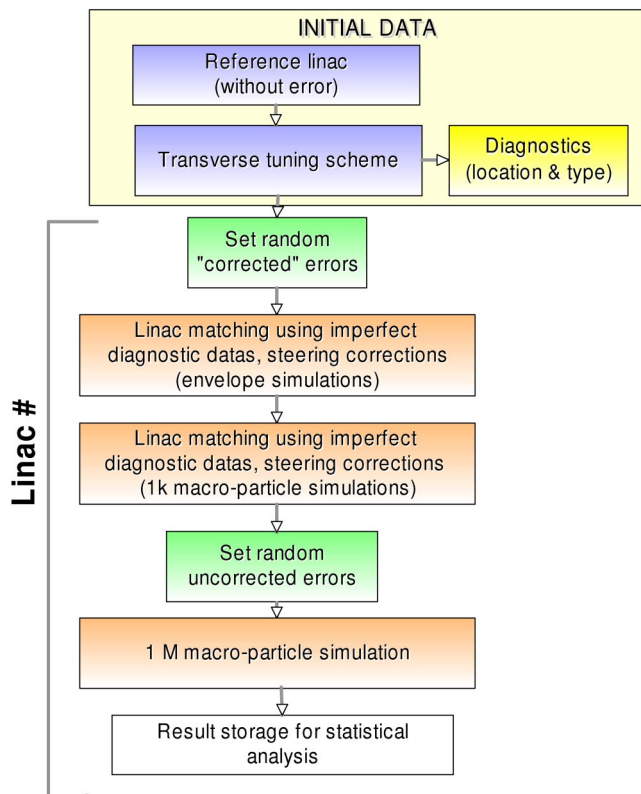 INITIAL DATA
Reference linac
(without error)
Transverse tuning scheme
Diagnostics
(location & type)
Set random
"corrected" errors
Linac matching using imperfect
diagnostic datas, steering corrections
(envelope simulations)
Linac matching using imperfect
diagnostic datas, steering corrections
(1k macro-particle simulations)
Set random
uncorrected errors
1 M macro-particle simulation
Result storage for statistical
analysis
Linac #